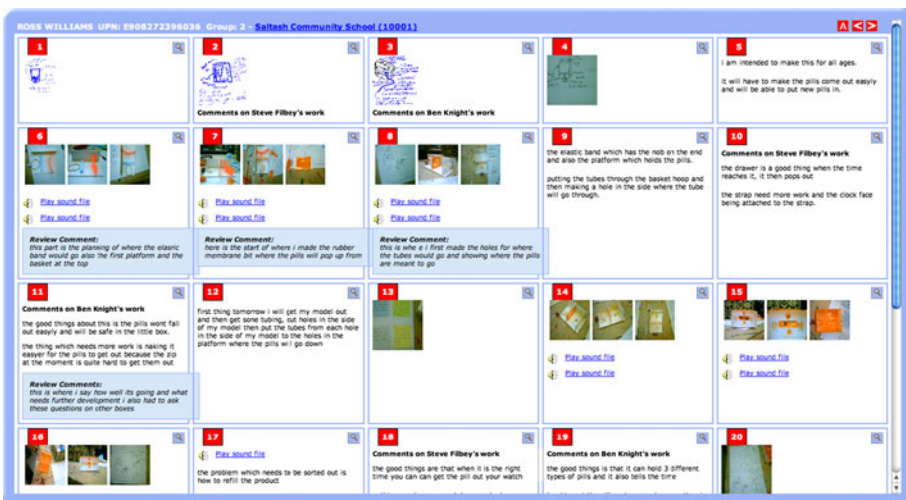 ROSS WILLIAMS UPN: E908272396036 Group: 2 - Saltash Community School (10001)
A < >
1
2
Comments on Steve Filbey's work
3
Comments on Ben Knight's work
4
5
i am intended to make this for all ages.
it will have to make the pills come out easyly
and will be able to put new pills in.
6
Play sound file
Play sound file
Review Comment:
this part is the planing of where the elasric
band would go also the first platform and the
basket at the top
7
Play sound file
Play sound file
Review Comment:
here is the start of where i made the rubber
membrane bit where the pills will pop up from
8
Play sound file
Play sound file
Review Comment:
this is whe e i first made the holes for where
the tubes would go and showing where the pills
are meant to go
9
the elastic band which has the nob on the end
and also the platform which holds the pills.
putting the tubes through the basket hoop and
then making a hole in the side where the tube
will go through.
10
Comments on Steve Filbey's work
the drawer is a good thing when the time
reaches it, it then pops out
the strap need more work and the clock face
being attached to the strap.
11
Comments on Ben Knight's work
the good things about this is the pills wont fall
out easyly and will be safe in the little box.
the thing which needs more work is naking it
easyer for the pills to get out because the zip
at the moment is quite hard to get them out
Review Comments:
this is where i say how well its going and what
needs further development i also had to ask
these questions on other boxes
12
first thing tomorrow i will get my model out
and then get sone tubing, cut holes in the side
of my model then put the tubes from each hole
in the side of my model to the holes in the
platform where the pills wil go down
13
14
Play sound file
Play sound file
15
Play sound file
Play sound file
16
17
Play sound file
the problem which needs to be sorted out is
how to refill the product
18
Comments on Steve Filbey's work
the good things are that when it is the right
time you can can get the pill out your watch
19
Comments on Ben Knight's work
the good things is that it can hold 3 different
types of pills and it also tells the time
20